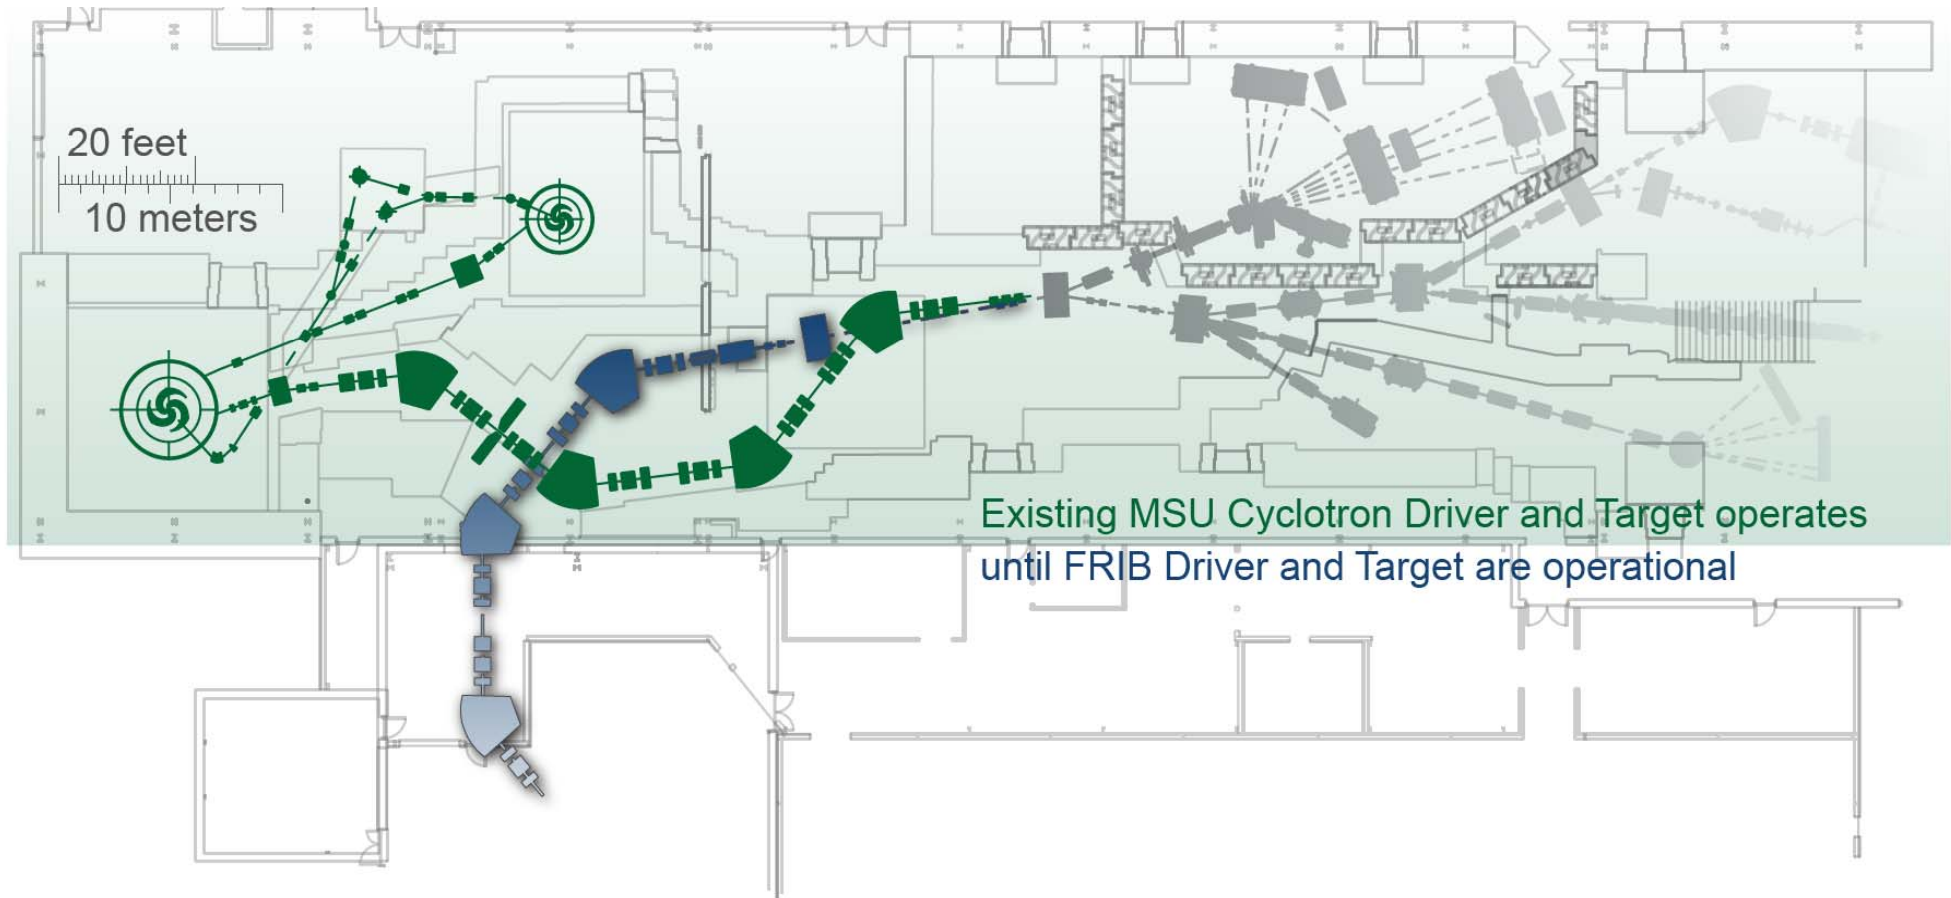 20 feet
10 meters
Existing MSU Cyclotron Driver and Target operates
until FRIB Driver and Target are operational